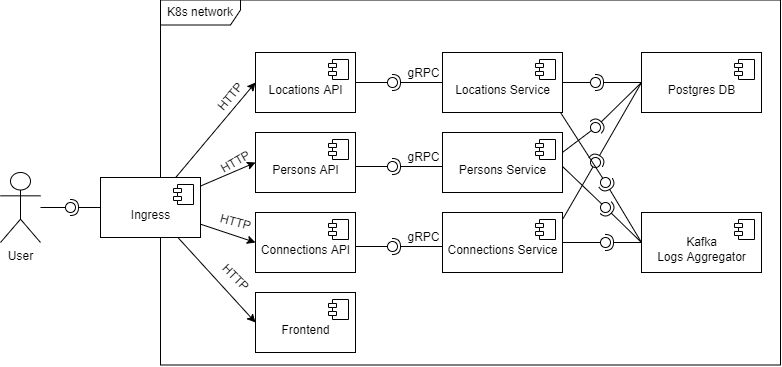 K8s network
HTTP
Locations API
gRPC
Locations Service
Postgres DB
HTTP
Persons API
gRPC
Persons Service
User
Ingress
HTTP
Connections API
gRPC
Connections Service
Kafka
Logs Aggregator
HTTP
Frontend